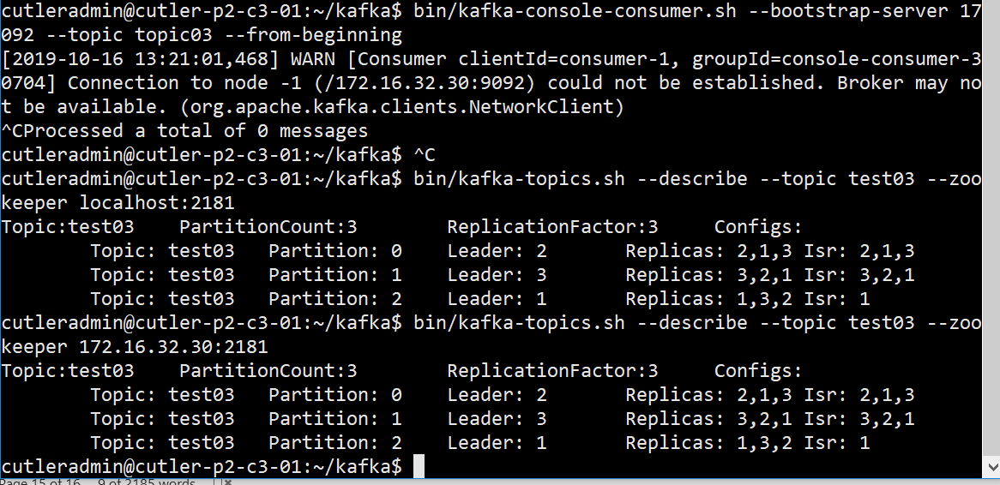 cutleradmin@cutler-p2-c3-01:~/kafka$ bin/kafka-console-consumer.sh --bootstrap-server 17
092 --topic topic03 --from-beginning
[2019-10-16 13:21:01,468] WARN [Consumer clientId=consumer-1, groupId=console-consumer-3
0704] Connection to node -1 (/172.16.32.30:9092) could not be established. Broker may no
t be available. (org.apache.kafka.clients.NetworkClient)
^CProcessed a total of 0 messages
cutleradmin@cutler-p2-c3-01:~/kafka$ ^C
cutleradmin@cutler-p2-c3-01:~/kafka$ bin/kafka-topics.sh --describe --topic test03 --zoo
keeper localhost:2181
Topic:test03    PartitionCount:3        ReplicationFactor:3     Configs:
        Topic: test03   Partition: 0    Leader: 2       Replicas: 2,1,3 Isr: 2,1,3
        Topic: test03   Partition: 1    Leader: 3       Replicas: 3,2,1 Isr: 3,2,1
        Topic: test03   Partition: 2    Leader: 1       Replicas: 1,3,2 Isr: 1
cutleradmin@cutler-p2-c3-01:~/kafka$ bin/kafka-topics.sh --describe --topic test03 --zoo
keeper 172.16.32.30:2181
Topic:test03    PartitionCount:3        ReplicationFactor:3     Configs:
        Topic: test03   Partition: 0    Leader: 2       Replicas: 2,1,3 Isr: 2,1,3
        Topic: test03   Partition: 1    Leader: 3       Replicas: 3,2,1 Isr: 3,2,1
        Topic: test03   Partition: 2    Leader: 1       Replicas: 1,3,2 Isr: 1
cutleradmin@cutler-p2-c3-01:~/kafka$
Page 15 of 16    9 of 2185 words